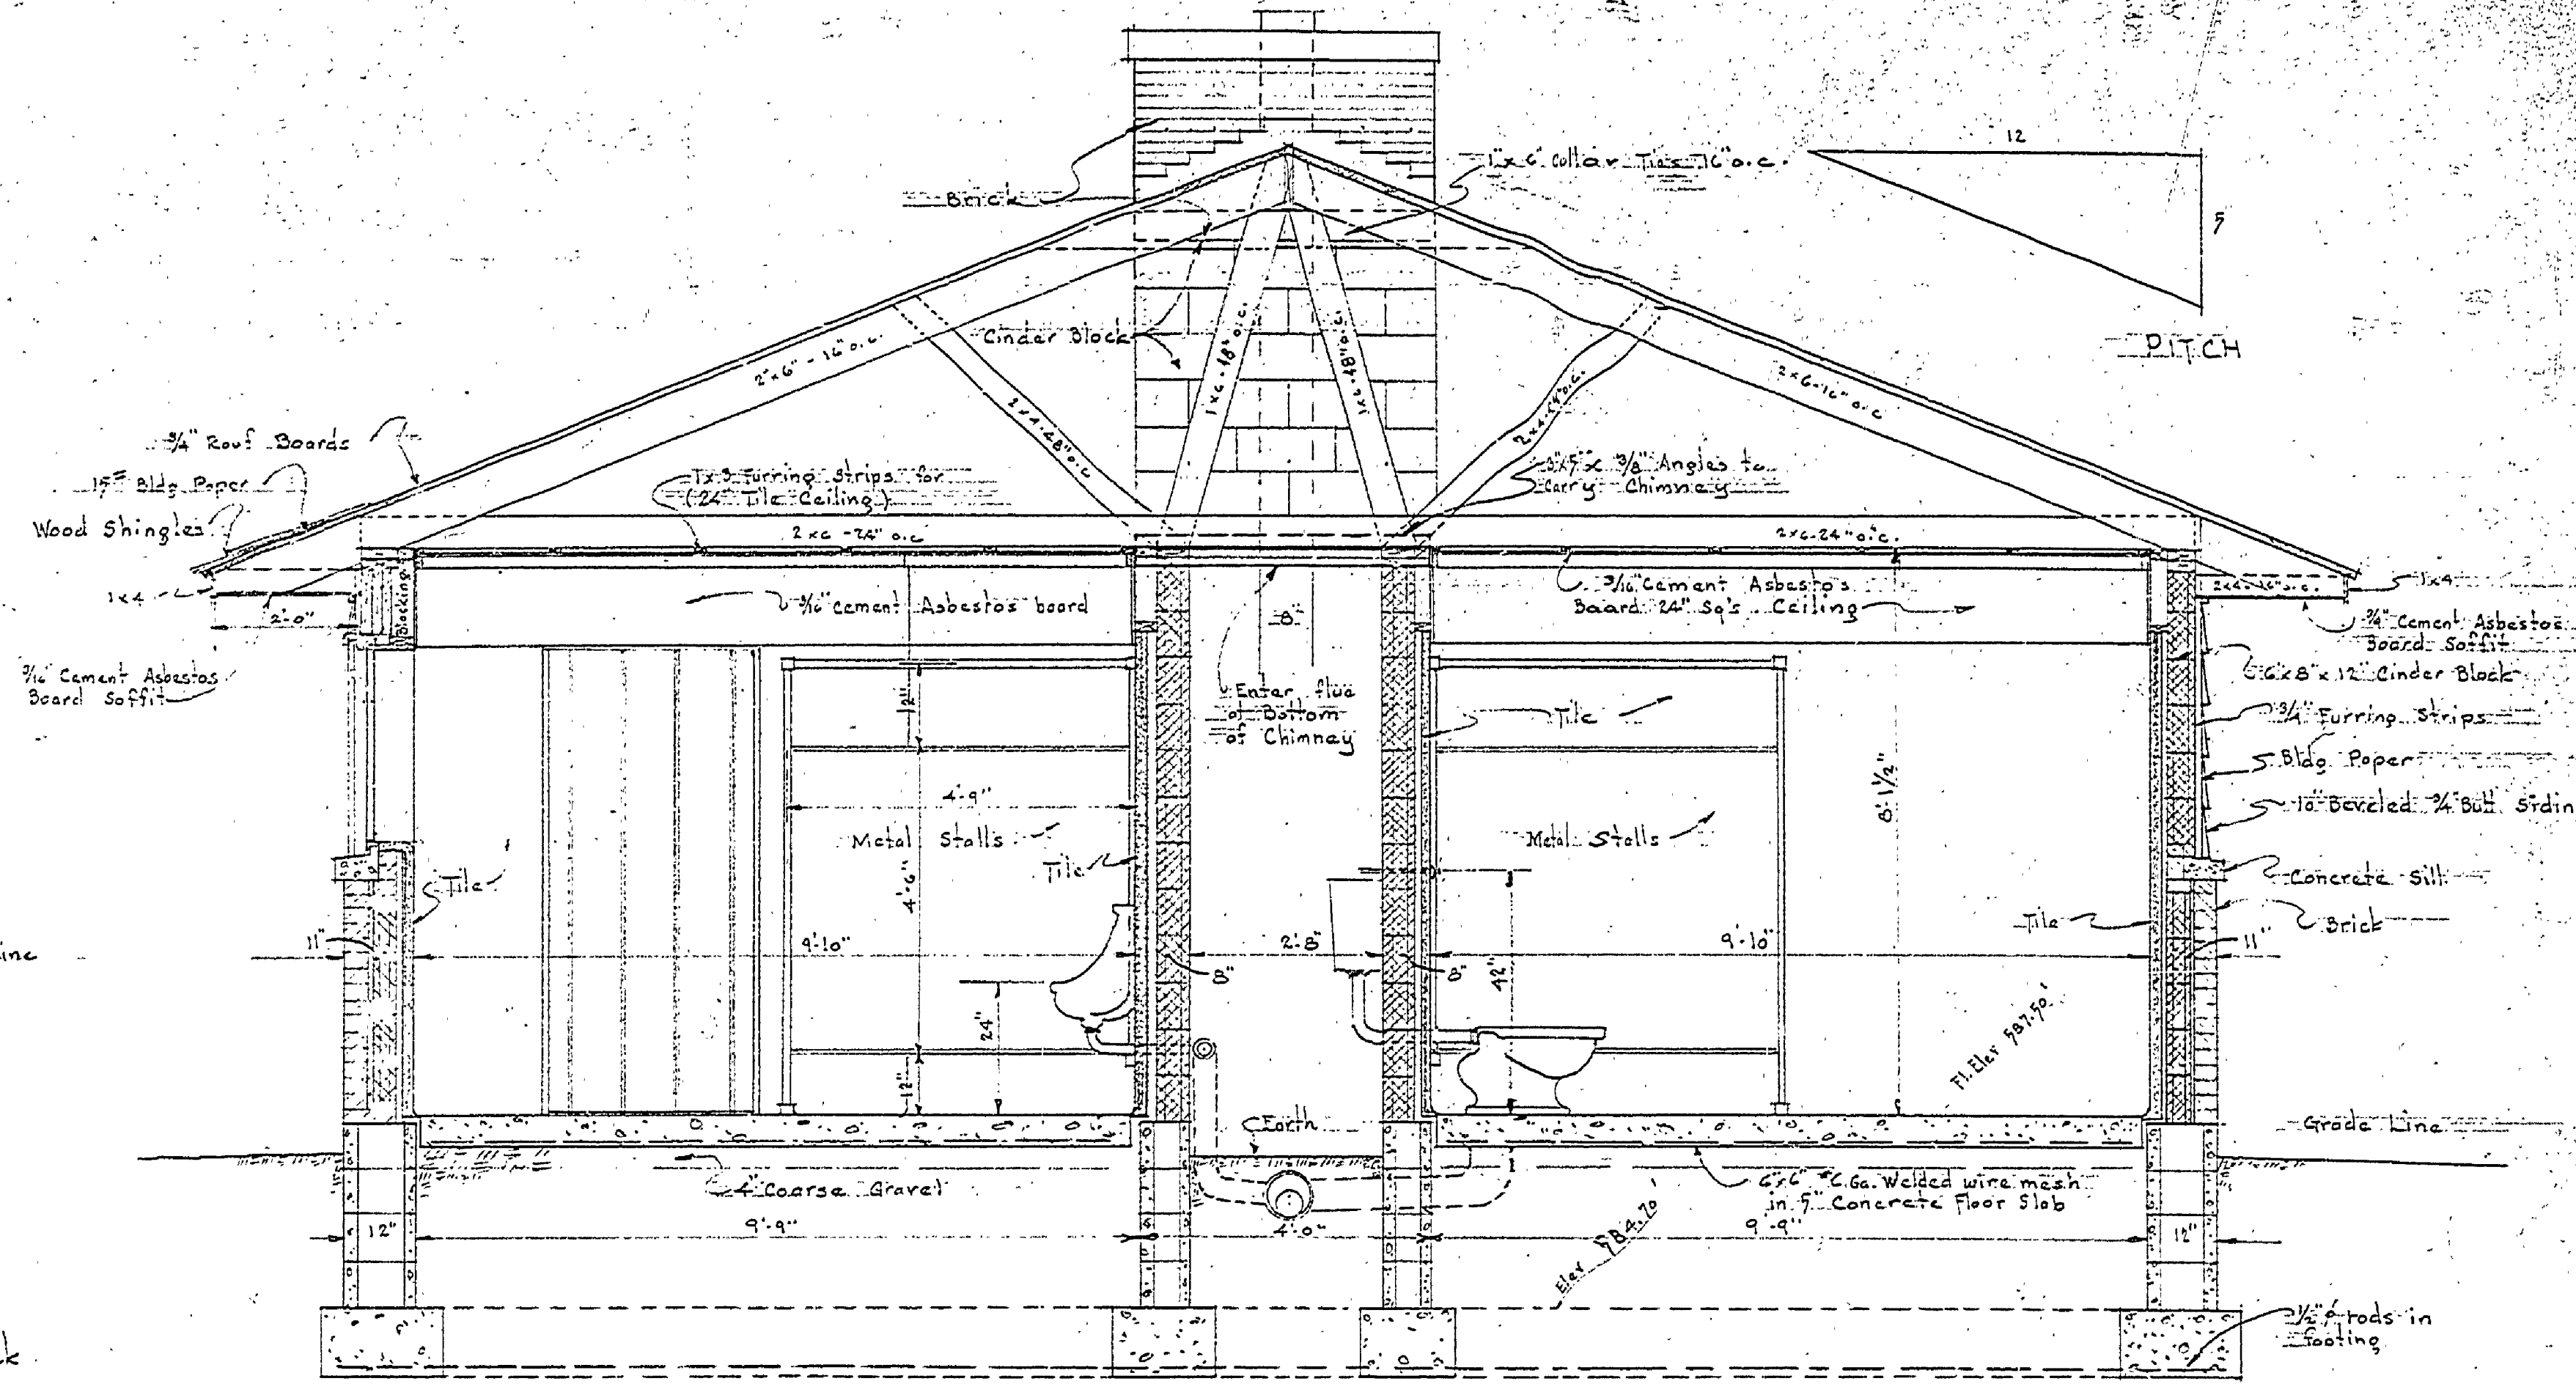 12
1"x6" Collar Ties 16" o.c.
Brick
5
PITCH
Cinder Block
2"x6" - 16" o.c.
1x6-48" o.c.
1x6-48" o.c.
2x4-48" o.c.
2x6-16" o.c
3/4" Roof Boards
15# Bldg Paper
Wood Shingles
1x3 Furring Strips for
(24" Tile Ceiling)
3/8" Angles to
Carry Chimney
2x6-24" o.c
2x6-24" o.c.
1x4
2'-0"
Blocking
3/16" Cement Asbestos board
8"
3/16" Cement Asbestos
Board 24" Sq's Ceiling
2x4-16" o.c.
1x4
3/16" Cement Asbestos
Board Soffit
Cement Asbestos
Board Soffit
6x8"x12" Cinder Block
3/4" Furring Strips
Bldg Paper
10" Beveled 3/4" Butt Sidin
12"
Enter flue
of Bottom
of Chimney
Tile
4'-9"
Metal Stalls
Tile
Metal Stalls
8'-1/2"
4'-6"
Tile
Concrete Sill
Tile
Brick
ine
11"
9'-10"
8"
2'-8"
8"
42"
9'-10"
11"
24"
12"
Fl. Elev 587.50'
Earth
Grade Line
4" Coarse Gravel
6"x6" #6 Ga. Welded wire mesh
in 5" Concrete Floor Slab
12"
9'-9"
4'-0"
Elev 584.70'
9'-9"
12"
1/2" φ rods in
footing
k